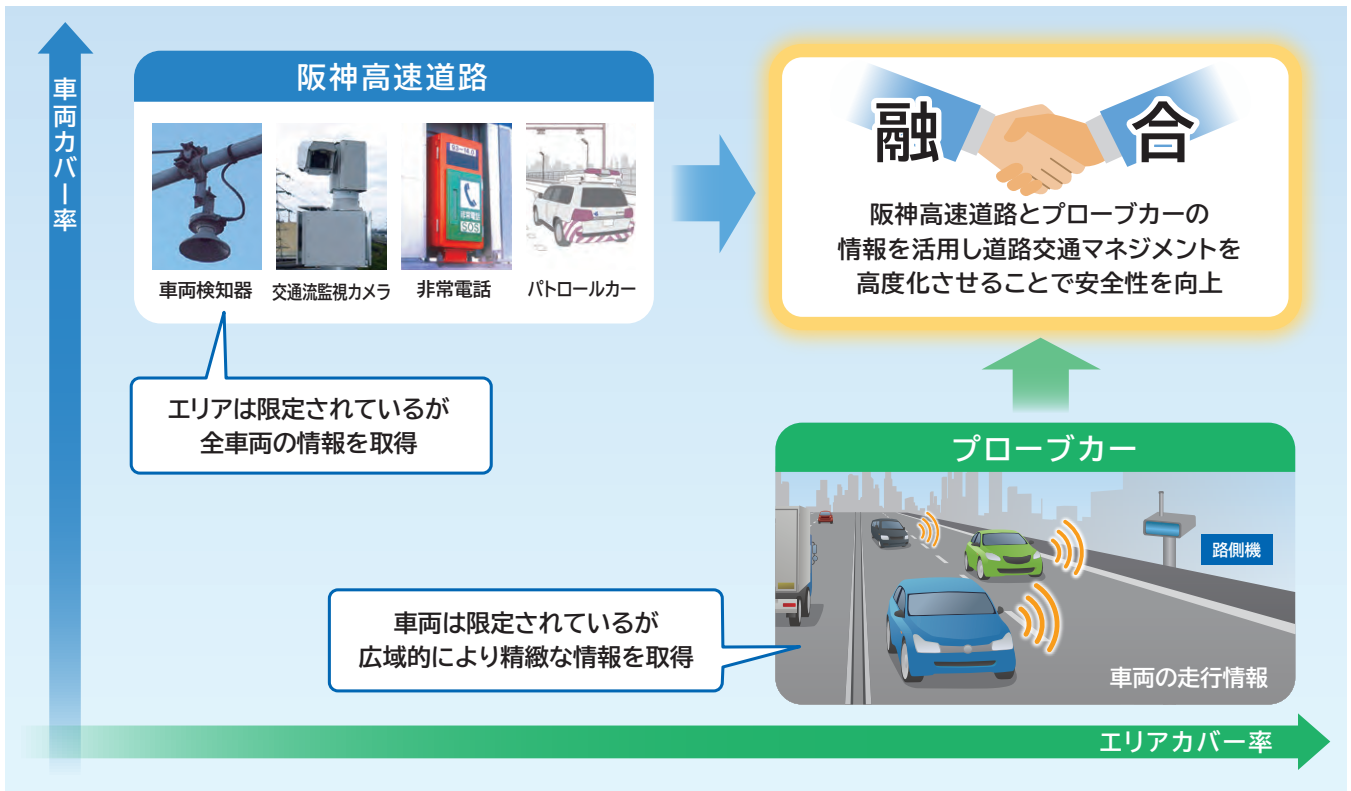 車両カバー率
阪神高速道路
車両検知器
交通流監視カメラ
非常電話
SOS
非常電話
パトロールカー
エリアは限定されているが
全車両の情報を取得
融合
阪神高速道路とプローブカーの
情報を活用し道路交通マネジメントを
高度化させることで安全性を向上
プローブカー
路側機
車両の走行情報
車両は限定されているが
広域的により精緻な情報を取得
エリアカバー率